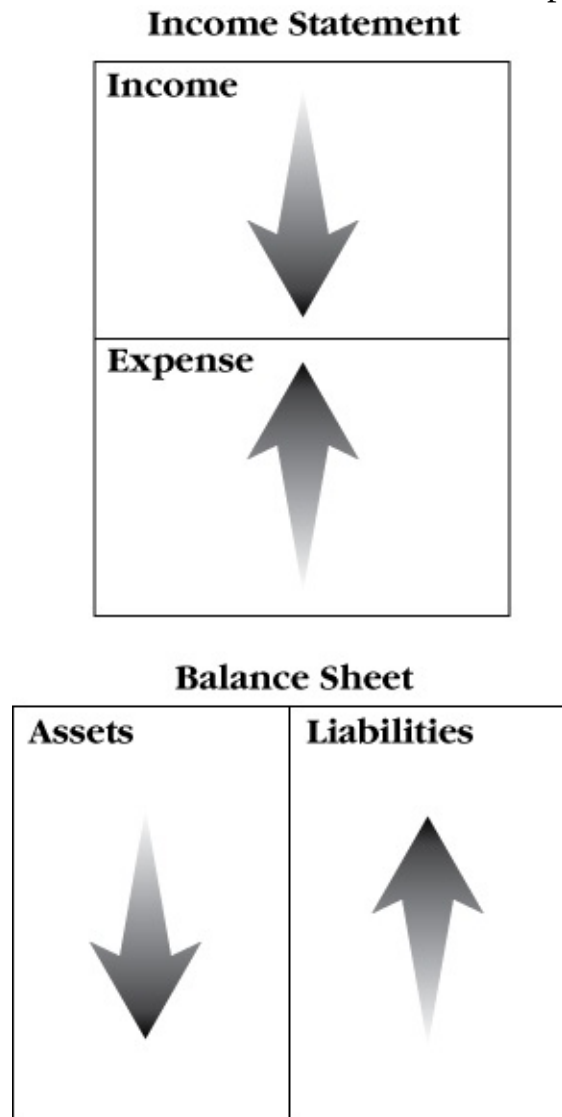 Income Statement
Income
Expense
Balance Sheet
Assets
Liabilities